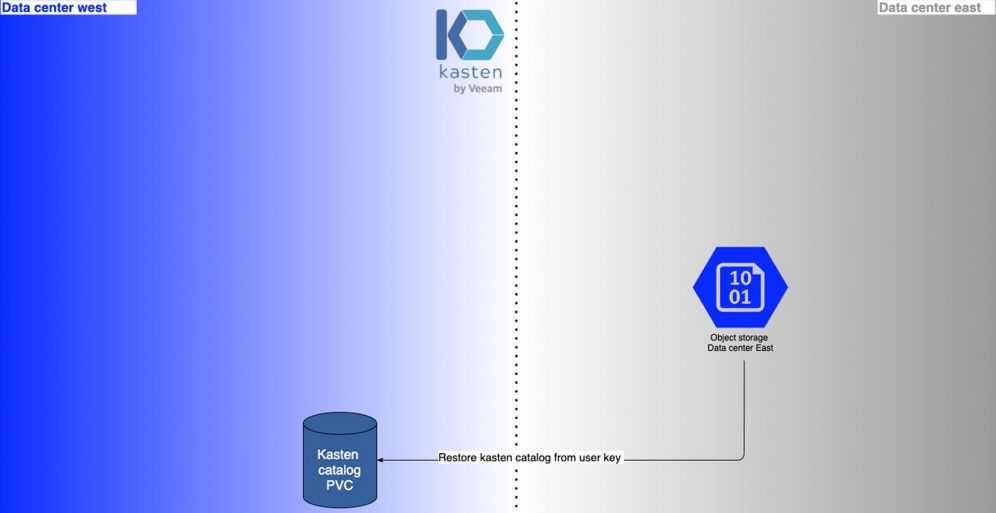 Data center west
Data center east
kasten
by Veeam
10
01
Object storage
Data center East
Restore kasten catalog from user key
Kasten
catalog
PVC